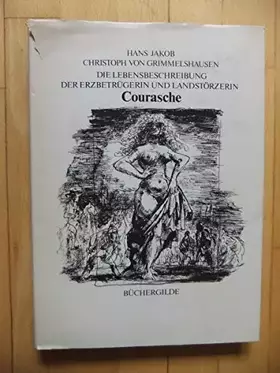 HANS JAKOB
CHRISTOPH VON GRIMMELSHAUSEN
DIE LEBENSBESCHREIBUNG
DER ERZBETRÜGERIN UND LANDSTÖRZERIN
Courasche
BÜCHERGILDE